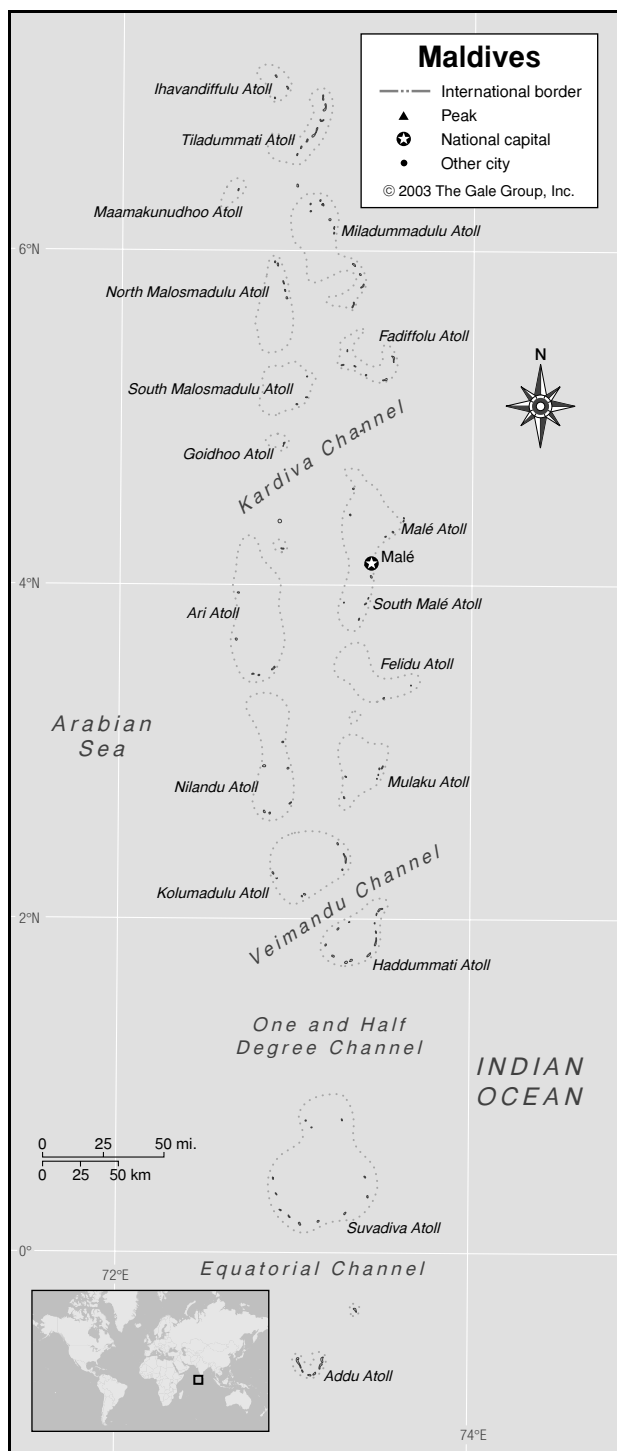 Maldives
International border
Peak
National capital
Other city
© 2003 The Gale Group, Inc.
Ihavandiffulu Atoll
Tiladummati Atoll
Maamakunudhoo Atoll
Miladummadulu Atoll
6°N
North Malosmadulu Atoll
Fadiffolu Atoll
N
South Malosmadulu Atoll
Goidhoo Atoll
Kardiva Channel
Malé Atoll
Malé
4°N
Ari Atoll
South Malé Atoll
Felidu Atoll
Arabian
Sea
Nilandu Atoll
Mulaku Atoll
Kolumadulu Atoll
Veimandu Channel
2°N
Haddummati Atoll
One and Half
Degree Channel
INDIAN
OCEAN
0 25 50 mi.
0 25 50 km
Suvadiva Atoll
0°
Equatorial Channel
72°E
Addu Atoll
74°E